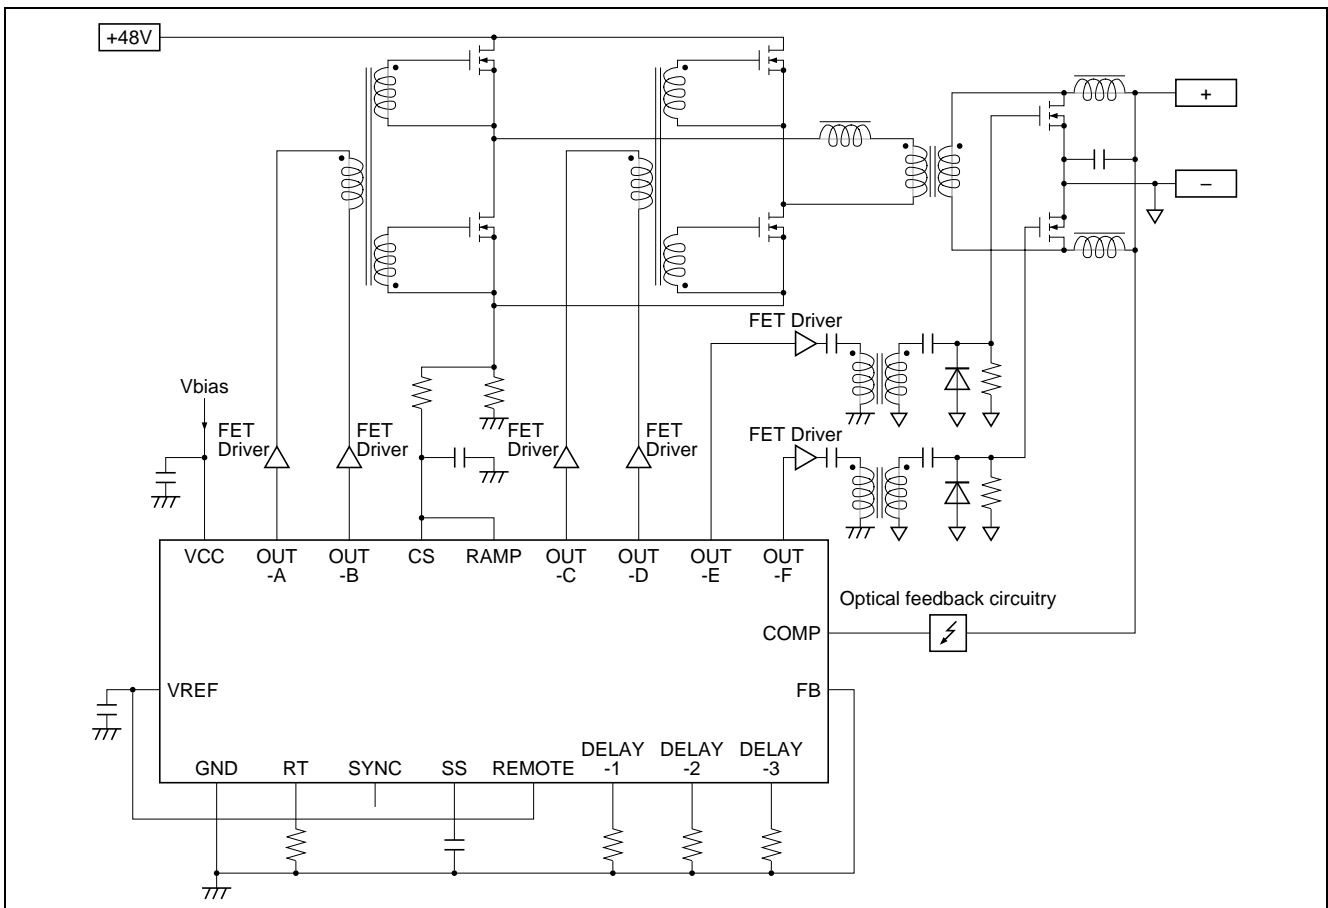 +48V
+
−
FET Driver
Vbias
FET
Driver
FET
Driver
FET
Driver
FET
Driver
FET Driver
VCC
OUT
-A
OUT
-B
CS
RAMP
OUT
-C
OUT
-D
OUT
-E
OUT
-F
Optical feedback circuitry
COMP
VREF
FB
GND
RT
SYNC
SS
REMOTE
DELAY
-1
DELAY
-2
DELAY
-3